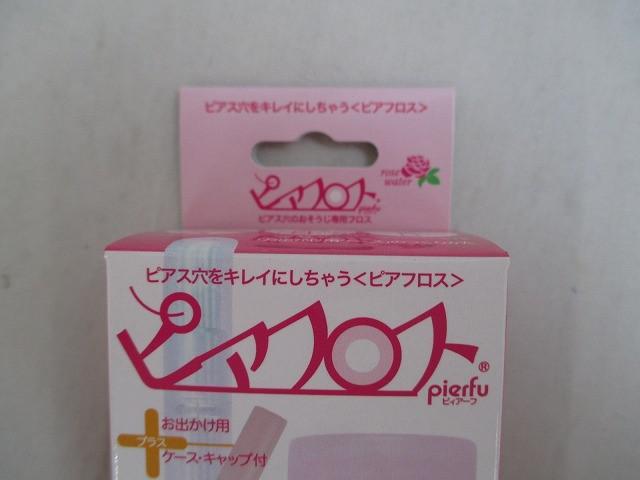 ピアス穴をキレイにしちゃう<ピアフロス>
rose
water
ピアフロス
pierfu
ピアス穴のおそうじ専用フロス
ピアス穴をキレイにしちゃう<ピアフロス>
ピアフロス®
pierfu
ピィアーフ
プラス
お出かけ用
ケース・キャップ付